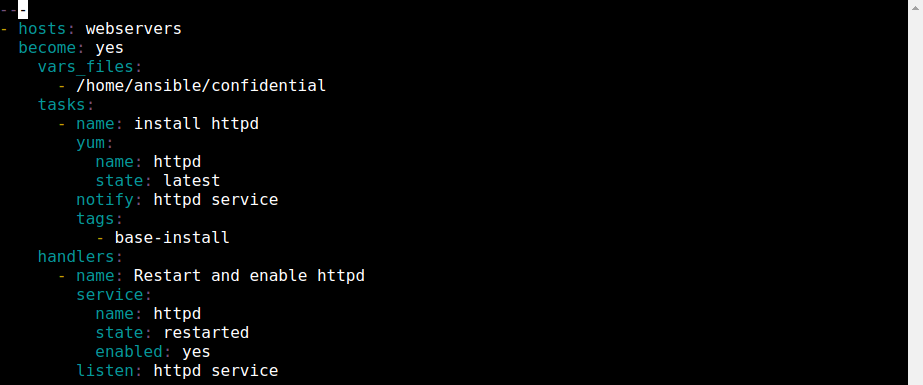 ---
- hosts: webservers
  become: yes
    vars_files:
      - /home/ansible/confidential
    tasks:
      - name: install httpd
        yum:
          name: httpd
          state: latest
        notify: httpd service
        tags:
          - base-install
    handlers:
      - name: Restart and enable httpd
        service:
          name: httpd
          state: restarted
          enabled: yes
        listen: httpd service